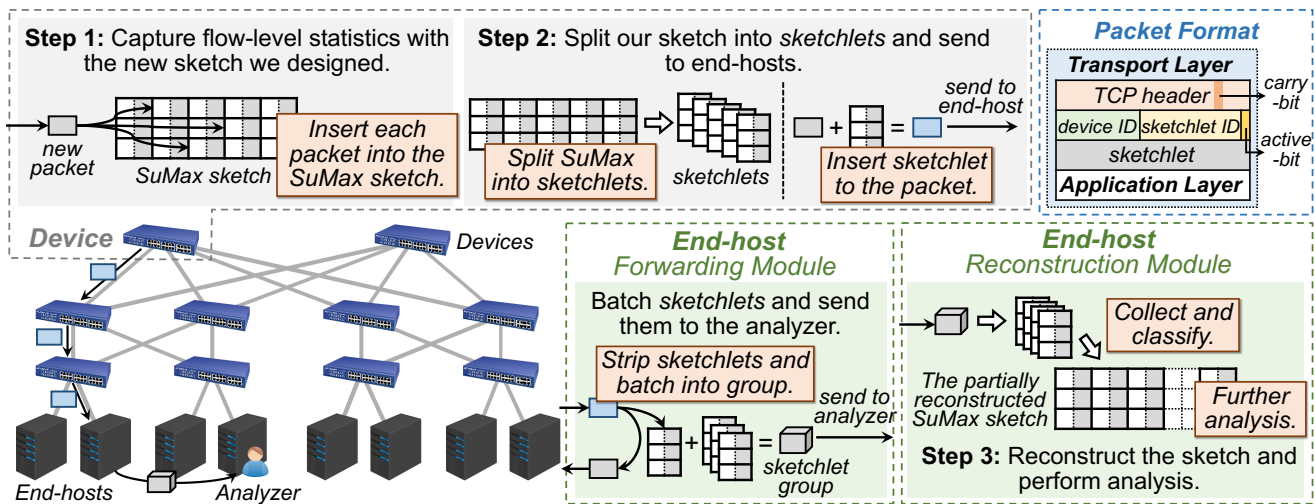 Step 1: Capture flow-level statistics with
the new sketch we designed.
new
packet
SuMax sketch
Insert each
packet into the
SuMax sketch.
Step 2: Split our sketch into sketchlets and send
to end-hosts.
Split SuMax
into sketchlets.
sketchlets
+
=
send to
end-host
Insert sketchlet
to the packet.
Packet Format
Transport Layer
TCP header
carry
-bit
device ID
sketchlet ID
active
-bit
sketchlet
Application Layer
Device
Devices
End-hosts
Analyzer
End-host
Forwarding Module
Batch sketchlets and send
them to the analyzer.
Strip sketchlets and
batch into group.
+
=
send to
analyzer
sketchlet
group
End-host
Reconstruction Module
Collect and
classify.
The partially
reconstructed
SuMax sketch
Further
analysis.
Step 3: Reconstruct the sketch and
perform analysis.